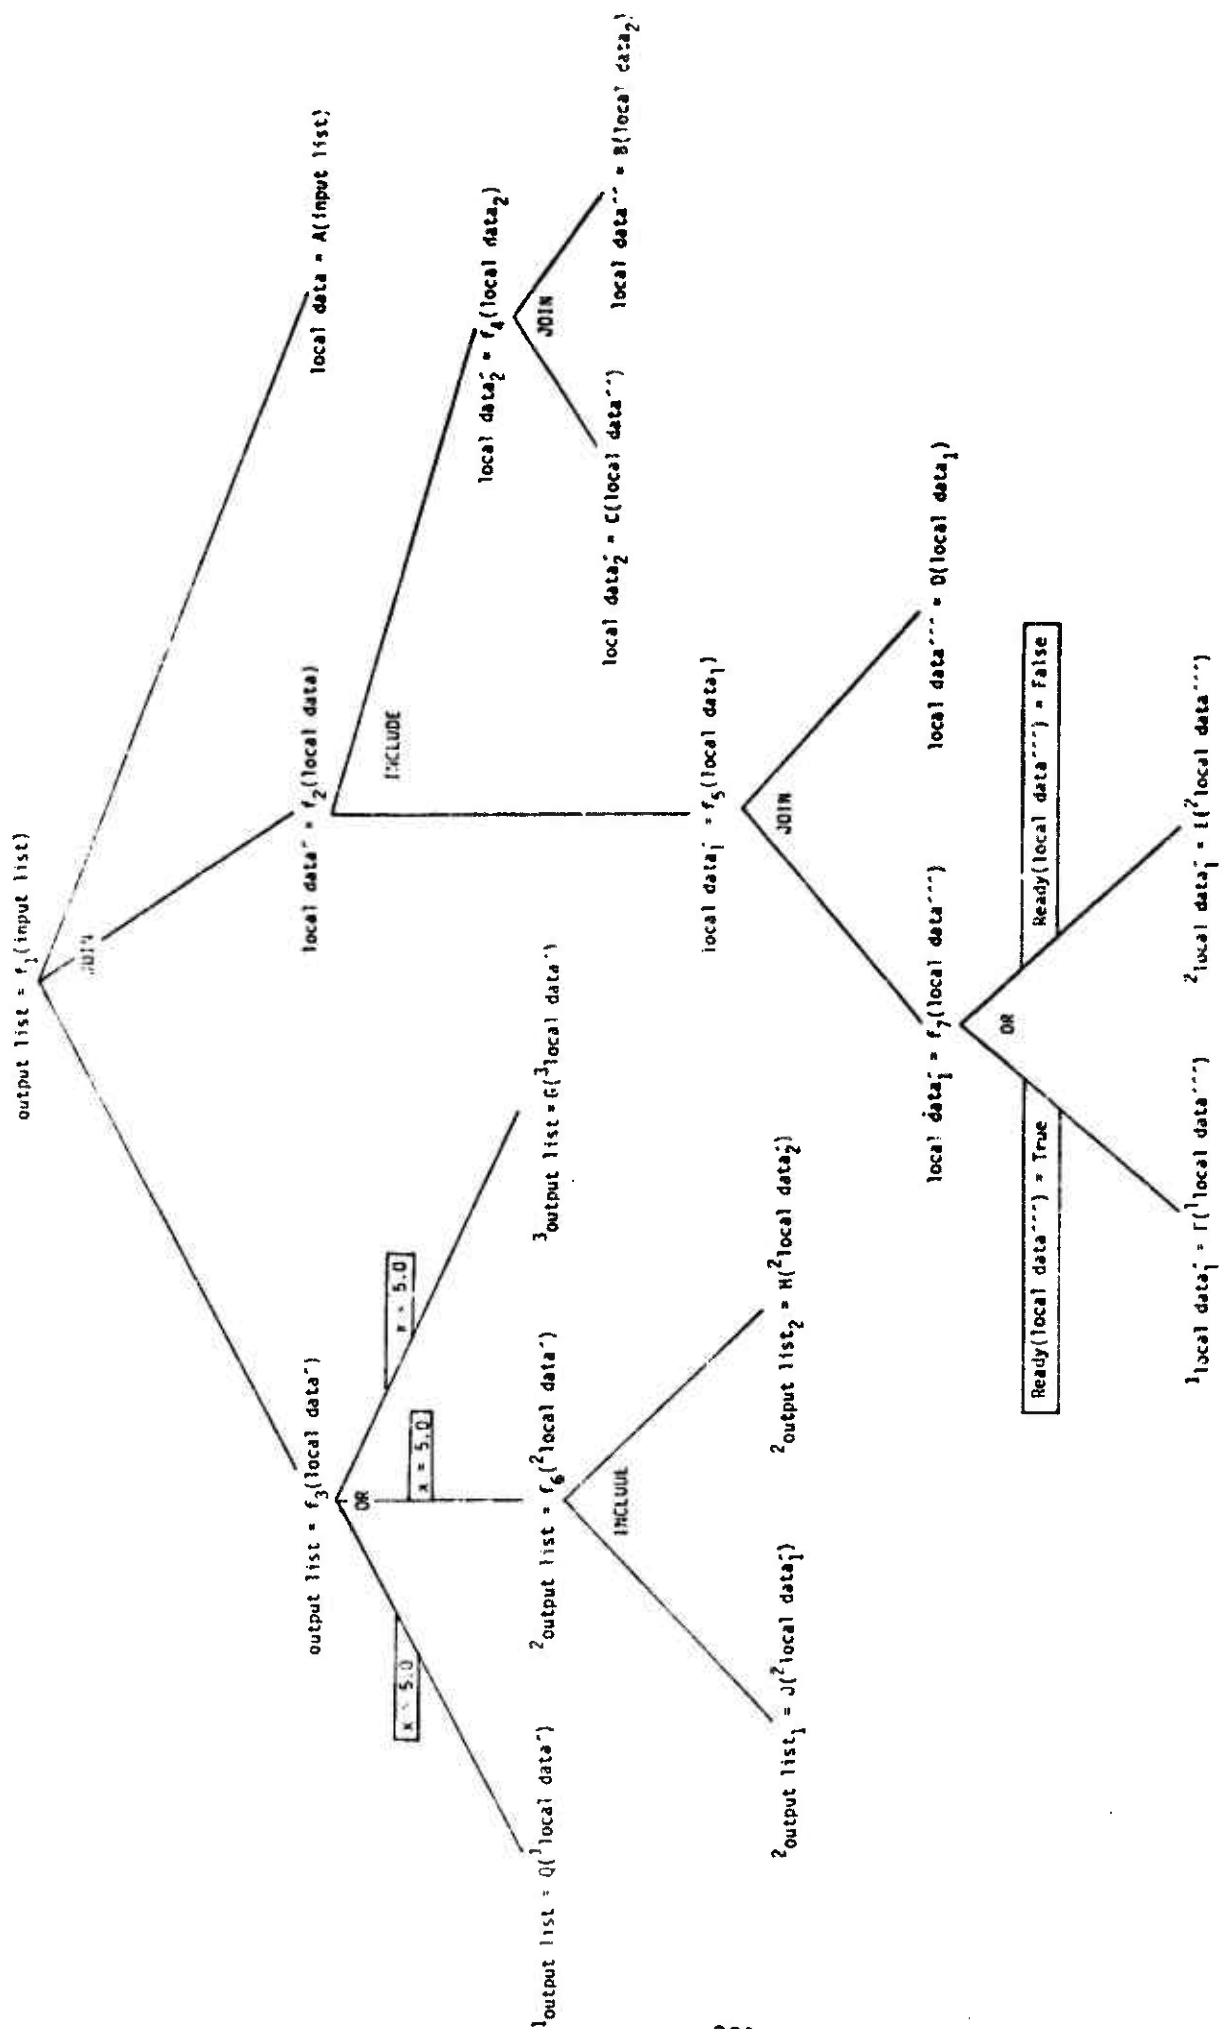 output list = f₁(input list)
JOIN
output list = f₃(local data′)
local data′ = f₂(local data)
local data = A(input list)
OR
x = 5.0
5.0
5.0
INCLUDE
¹output list = Q(¹local data′)
²output list = f₆(²local data′)
³output list = G(³local data′)
local data′₂ = f₄(local data₂)
INCLUDE
JOIN
²output list₁ = J(²local data′₁)
²output list₂ = H(²local data′₂)
local data′₂ = C(local data′′)
local data′′ = B(local data₂)
local data′₁ = f₅(local data₁)
JOIN
local data′₁ = f₇(local data′′′)
local data′′′ = D(local data₁)
OR
Ready(local data′′′) = True
Ready(local data′′′) = False
¹local data′₁ = F(¹local data′′′)
²local data′₁ = E(²local data′′′)